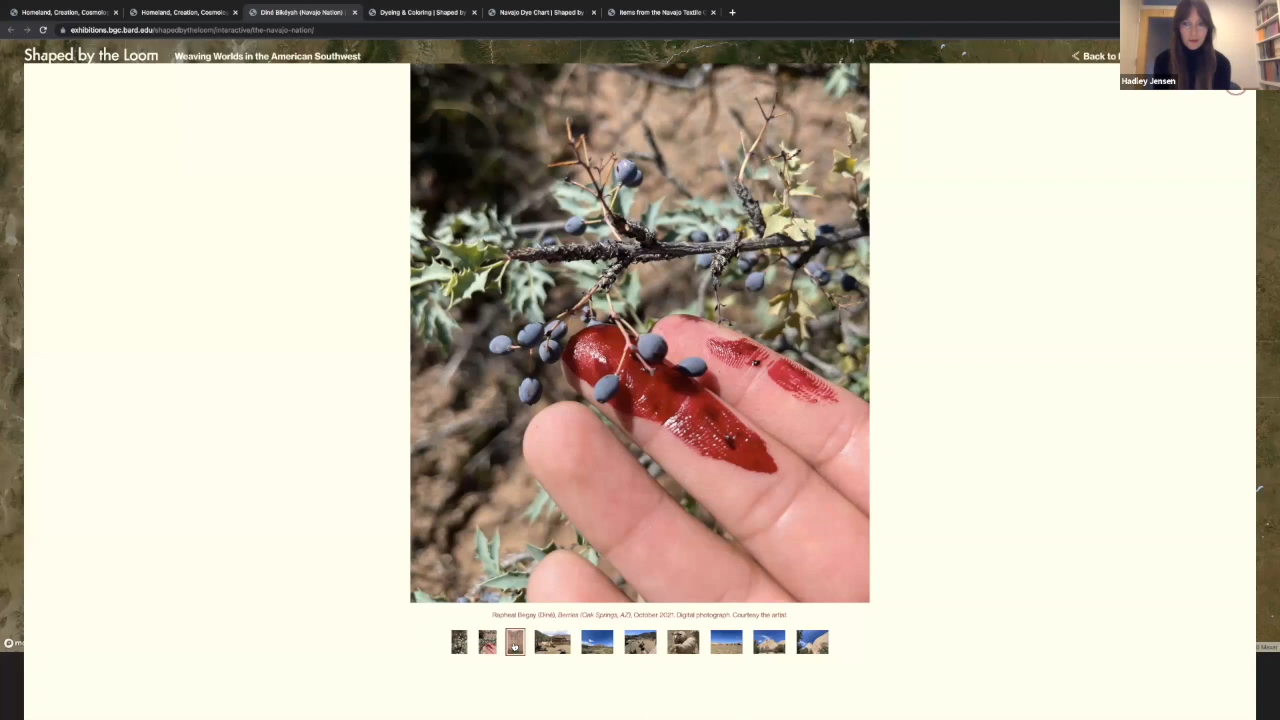 Homeland, Creation, Cosmolo
Homeland, Creation, Cosmolo
Diné Bikéyah (Navajo Nation) |
Dyeing & Coloring | Shaped by
Navajo Dye Chart | Shaped by
Items from the Navajo Textile C
exhibitions.bgc.bard.edu/shapedbytheloom/interactive/the-navajo-nation/
Shaped by the Loom
Weaving Worlds in the American Southwest
Back to
Hadley Jensen
Rapheal Begay (Diné), Berries (Oak Springs, AZ), October 2021. Digital photograph. Courtesy the artist.